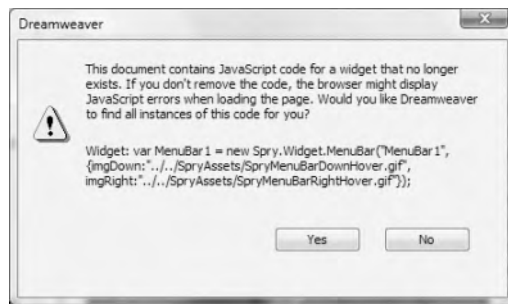 Dreamweaver
This document contains JavaScript code for a widget that no longer
exists. If you don't remove the code, the browser might display
JavaScript errors when loading the page. Would you like Dreamweaver
to find all instances of this code for you?
Widget: var MenuBar1 = new Spry.Widget.MenuBar("MenuBar1",
{imgDown:"../../SpryAssets/SpryMenuBarDownHover.gif",
imgRight:"../../SpryAssets/SpryMenuBarRightHover.gif"});
Yes No